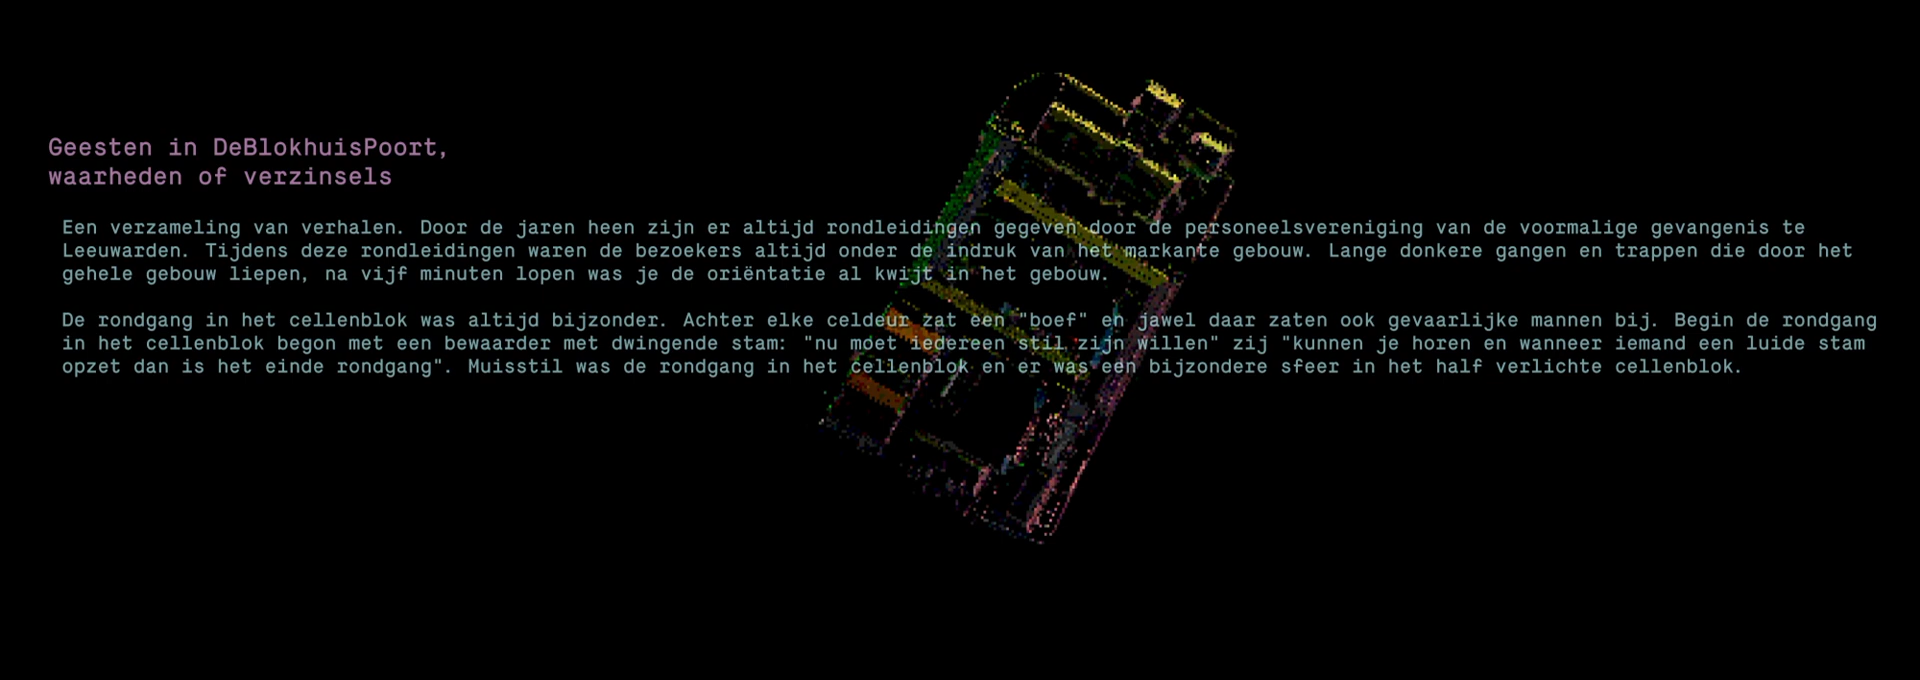 Geesten in DeBlokhuisPoort,
waarheden of verzinsels
Een verzameling van verhalen. Door de jaren heen zijn er altijd rondleidingen gegeven door de personeelsvereniging van de voormalige gevangenis te
Leeuwarden. Tijdens deze rondleidingen waren de bezoekers altijd onder de indruk van het markante gebouw. Lange donkere gangen en trappen die door het
gehele gebouw liepen, na vijf minuten lopen was je de oriëntatie al kwijt in het gebouw.
De rondgang in het cellenblok was altijd bijzonder. Achter elke celdeur zat een "boef" en jawel daar zaten ook gevaarlijke mannen bij. Begin de rondgang
in het cellenblok begon met een bewaarder met dwingende stam: "nu moet iedereen stil zijn willen" zij "kunnen je horen en wanneer iemand een luide stam
opzet dan is het einde rondgang". Muisstil was de rondgang in het cellenblok en er was een bijzondere sfeer in het half verlichte cellenblok.